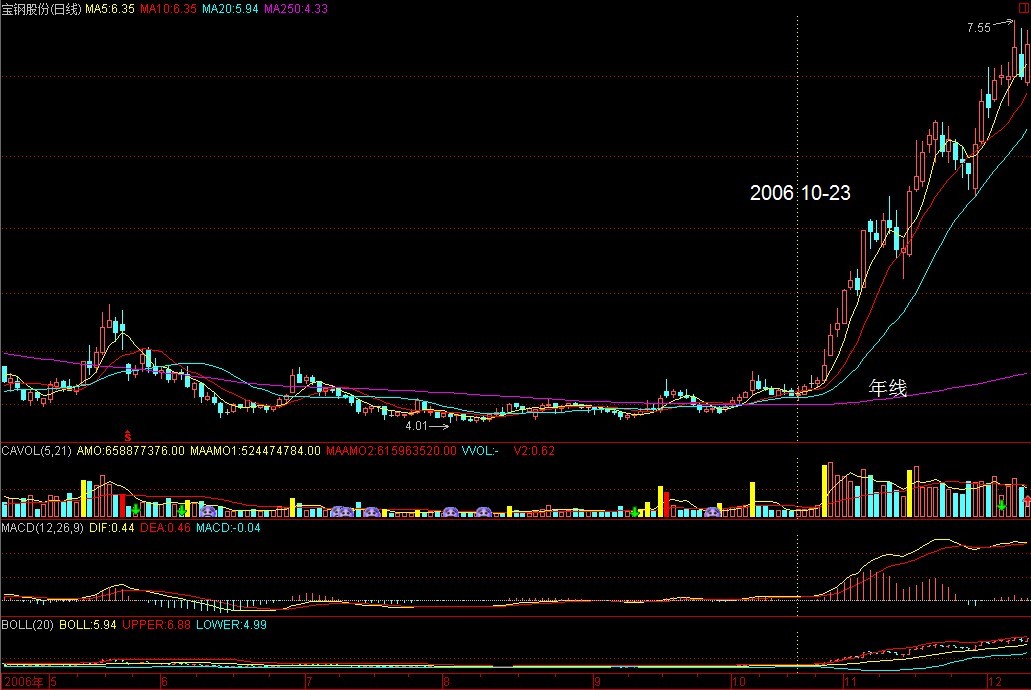 宝钢股份(日线) MA5:6.35 MA10:6.35 MA20:5.94 MA250:4.33
7.55
2006 10-23
年线
4.01
S
CAVOL(5,21) AMO:658877376.00 MAAMO1:524474784.00 MAAMO2:615963520.00 VVOL:- V2:0.62
MACD(12,26,9) DIF:0.44 DEA:0.46 MACD:-0.04
BOLL(20) BOLL:5.94 UPPER:6.88 LOWER:4.99
2006年 5 6 7 8 9 10 11 12